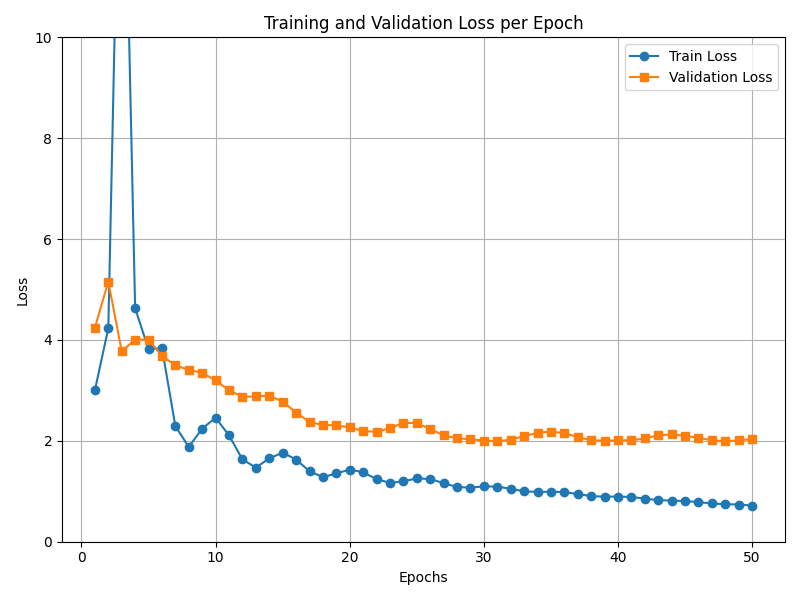 Training and Validation Loss per Epoch
Train Loss
Validation Loss
Loss
10
8
6
4
2
0
0 10 20 30 40 50
Epochs